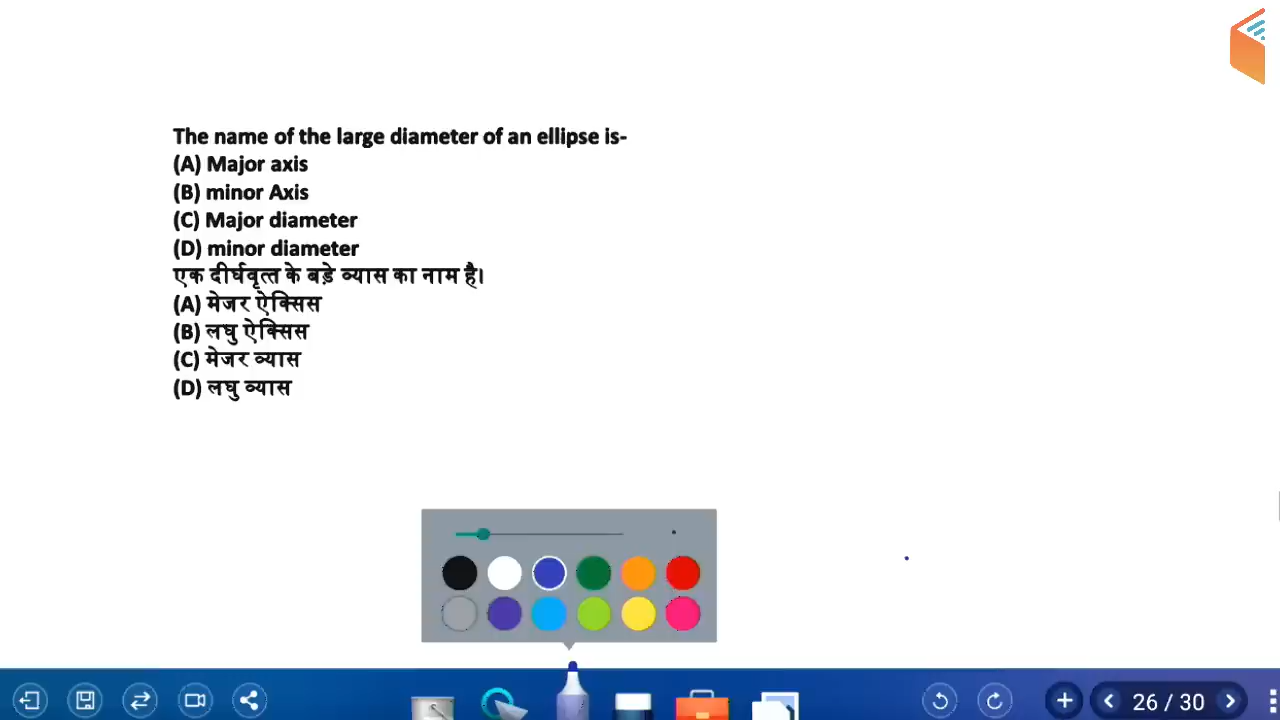 The name of the large diameter of an ellipse is-
(A) Major axis
(B) minor Axis
(C) Major diameter
(D) minor diameter
एक दीर्घवृत्त के बड़े व्यास का नाम है।
(A) मेजर ऐक्सिस
(B) लघु ऐक्सिस
(C) मेजर व्यास
(D) लघु व्यास
26 / 30